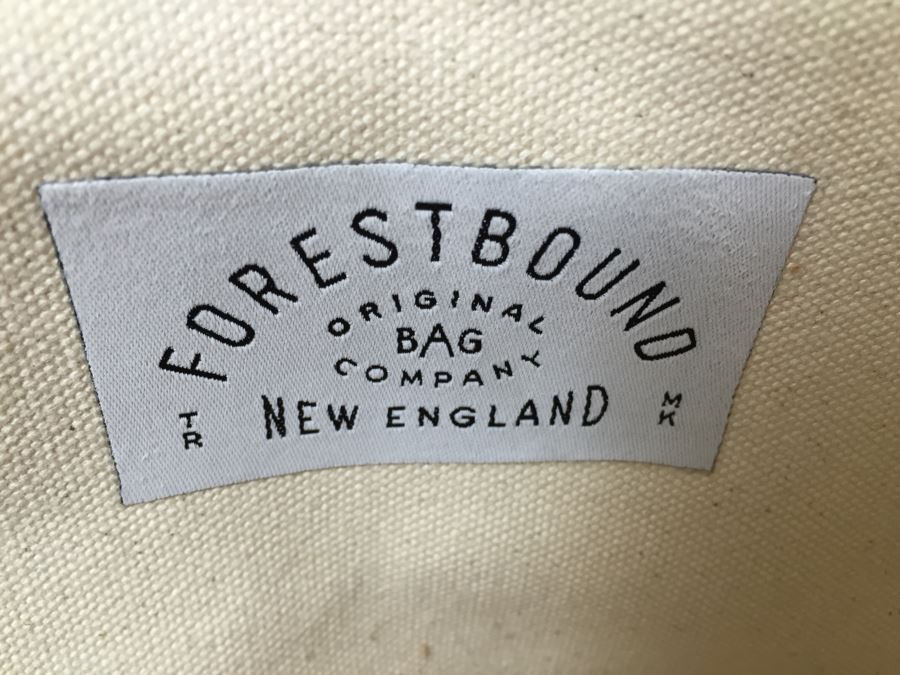 FORESTBOUND
ORIGINAL
BAG
COMPANY
TR
NEW ENGLAND
MK